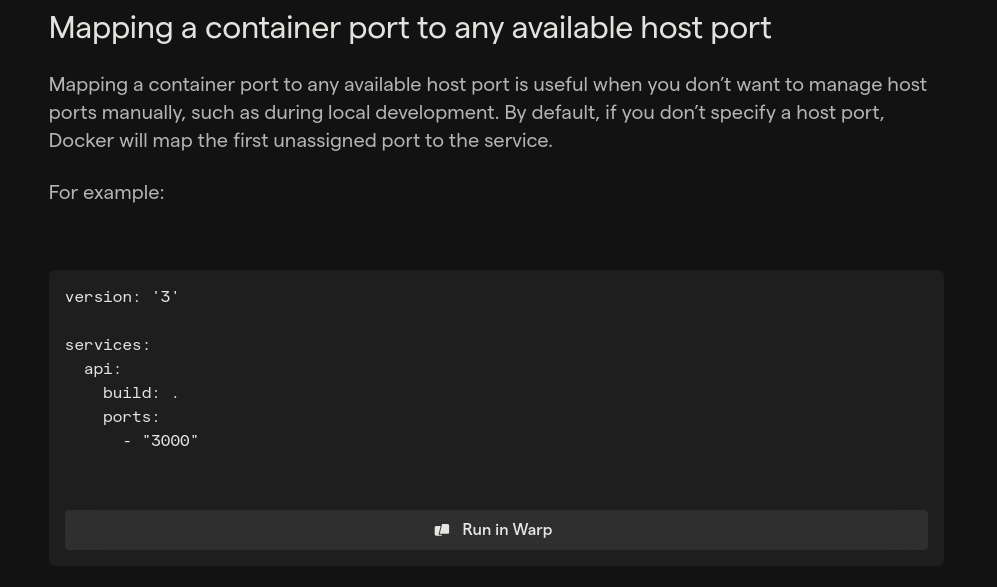 Mapping a container port to any available host port
Mapping a container port to any available host port is useful when you don’t want to manage host
ports manually, such as during local development. By default, if you don’t specify a host port,
Docker will map the first unassigned port to the service.
For example:
version: '3'
services:
  api:
    build: .
    ports:
      - "3000"
Run in Warp